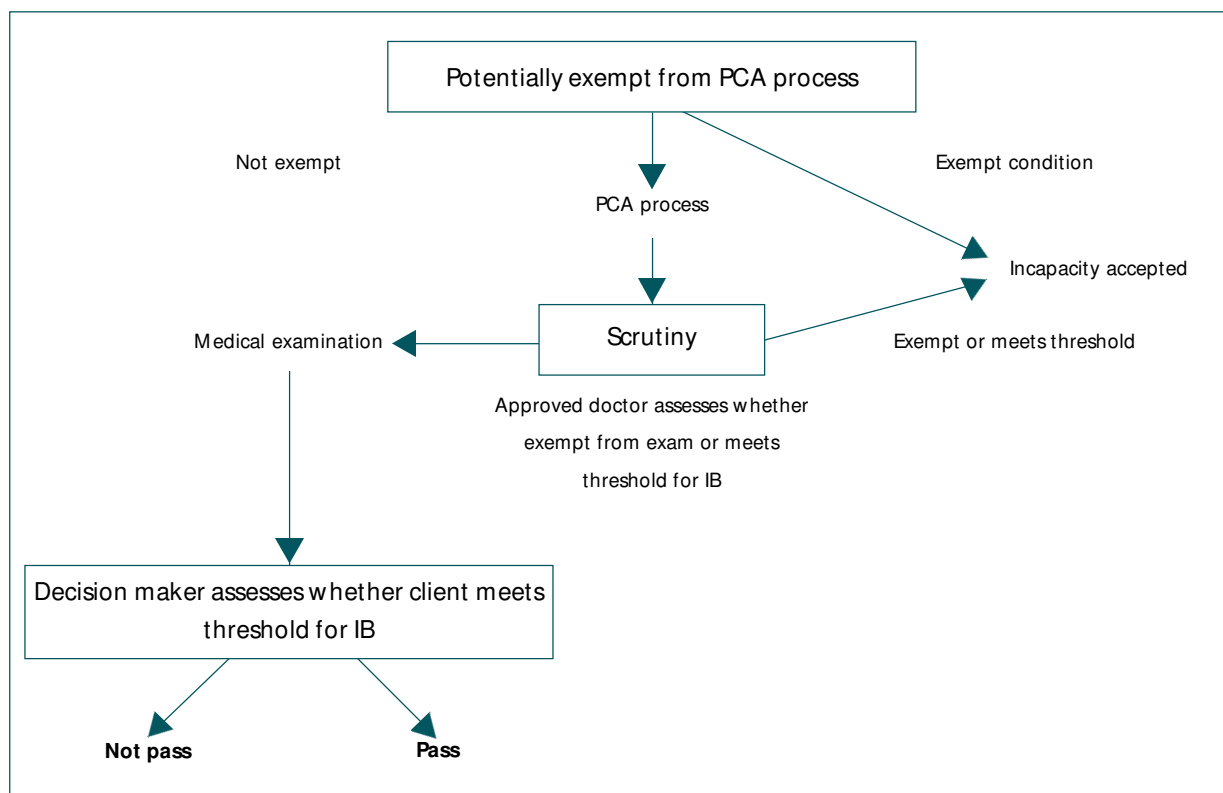 Potentially exempt from PCA process
Not exempt
Exempt condition
PCA process
Incapacity accepted
Scrutiny
Medical examination
Exempt or meets threshold
Approved doctor assesses whether
exempt from exam or meets
threshold for IB
Decision maker assesses whether client meets
threshold for IB
Not pass
Pass